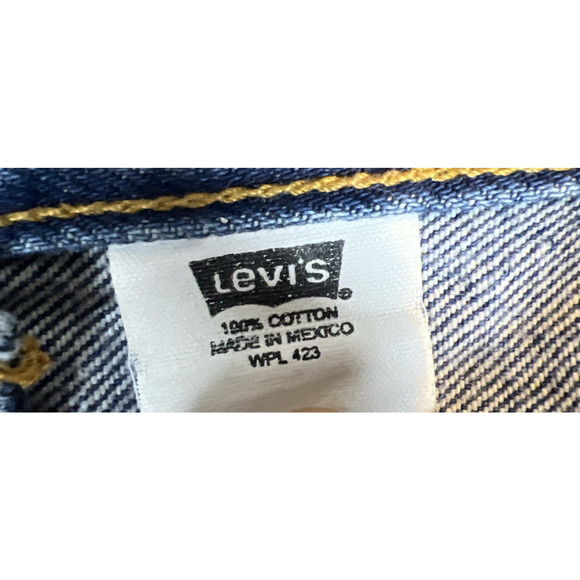 Levi's ®
100% COTTON
MADE IN MEXICO
WPL 423